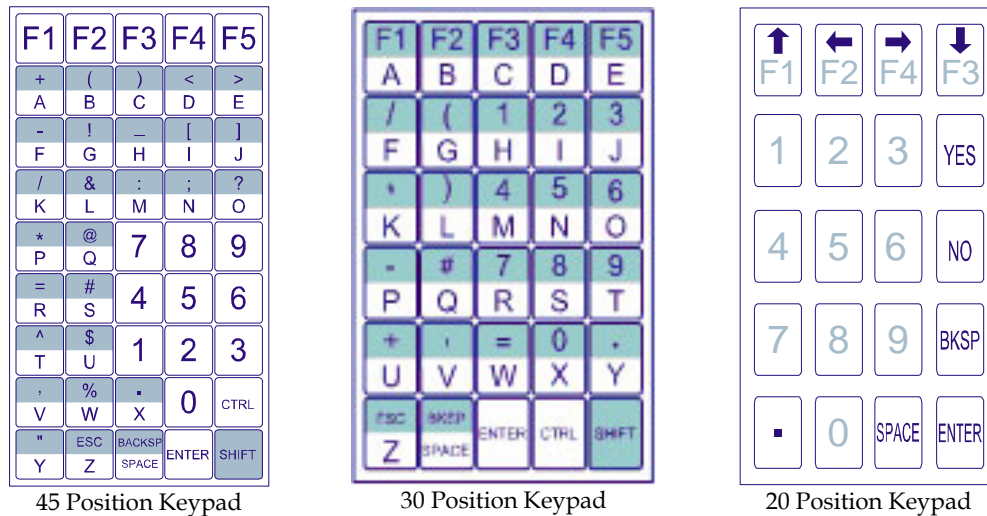 F1 F2 F3 F4 F5
+ ( ) < >
A B C D E
- ! _ [ ]
F G H I J
/ & : ; ?
K L M N O
* @ 7 8 9
P Q
= # 4 5 6
R S
^ $ 1 2 3
T U
, % . 0 CTRL
V W X
" ESC BACKSP ENTER SHIFT
Y Z SPACE
45 Position Keypad
F1 F2 F3 F4 F5
A B C D E
/ ( 1 2 3
F G H I J
) 4 5 6
K L M N O
- # 7 8 9
P Q R S T
+ = 0 .
U V W X Y
ESC BKSP ENTER CTRL SHIFT
Z SPACE
30 Position Keypad
↑ ← → ↓
F1 F2 F4 F3
1 2 3 YES
4 5 6 NO
7 8 9 BKSP
. 0 SPACE ENTER
20 Position Keypad